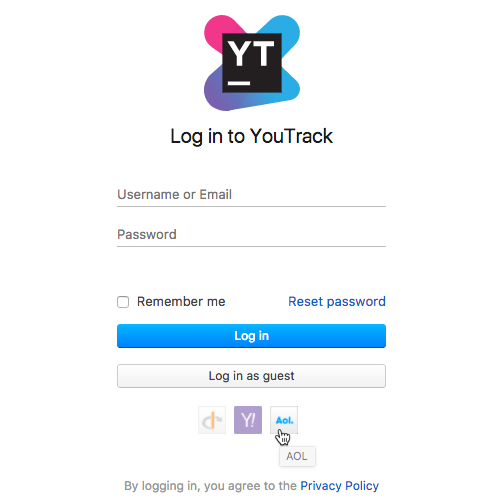 YT
Log in to YouTrack
Username or Email
Password
Remember me Reset password
Log in
Log in as guest
Y! Aol.
AOL
By logging in, you agree to the Privacy Policy